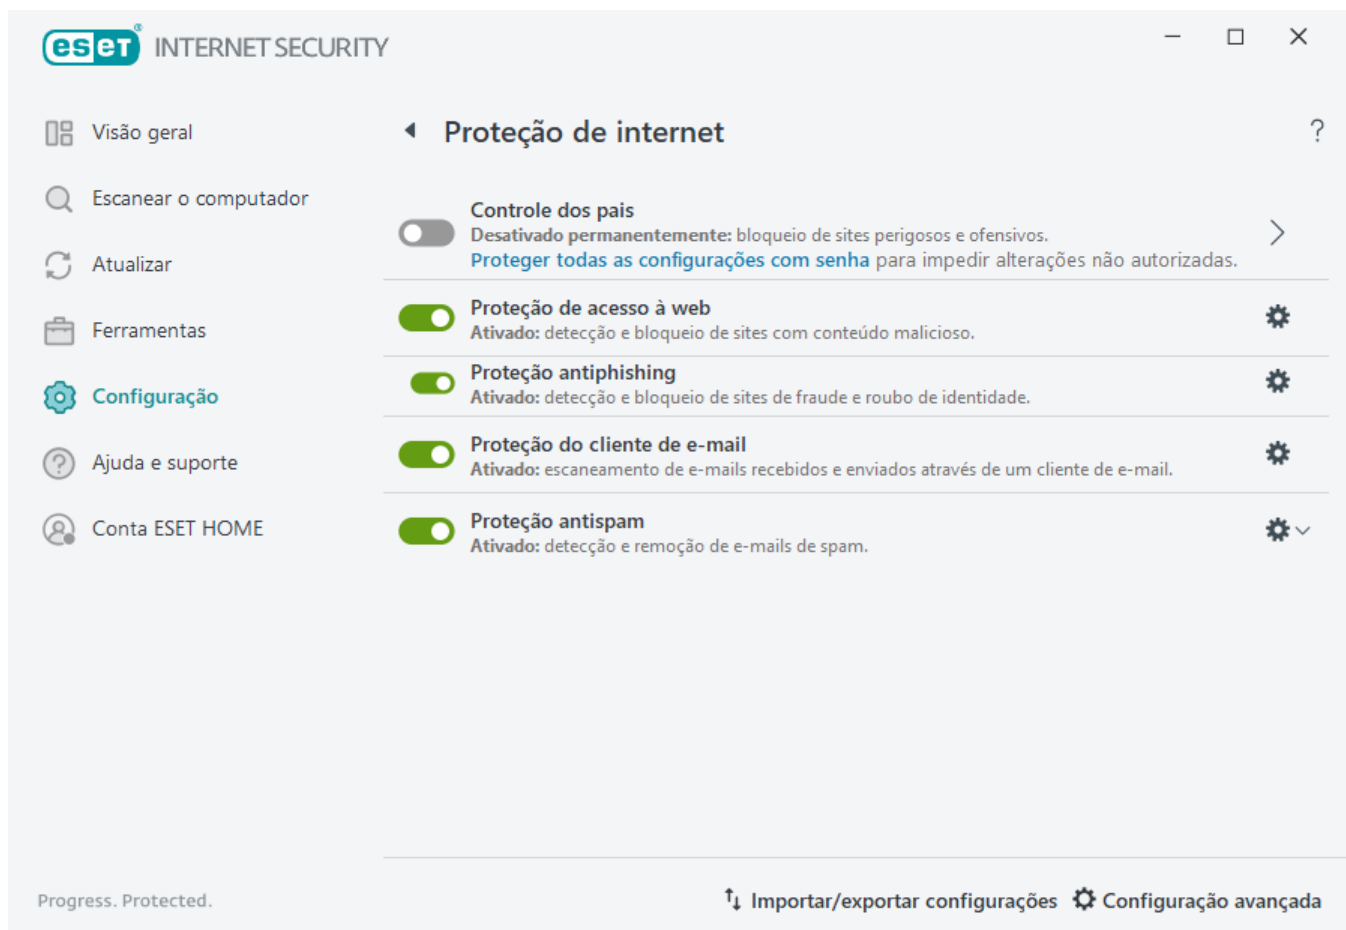 eset® INTERNET SECURITY
Visão geral
Escanear o computador
Atualizar
Ferramentas
Configuração
Ajuda e suporte
Conta ESET HOME
Proteção de internet
?
Controle dos pais
Desativado permanentemente: bloqueio de sites perigosos e ofensivos.
Proteger todas as configurações com senha para impedir alterações não autorizadas.
Proteção de acesso à web
Ativado: detecção e bloqueio de sites com conteúdo malicioso.
Proteção antiphishing
Ativado: detecção e bloqueio de sites de fraude e roubo de identidade.
Proteção do cliente de e-mail
Ativado: escaneamento de e-mails recebidos e enviados através de um cliente de e-mail.
Proteção antispam
Ativado: detecção e remoção de e-mails de spam.
Progress. Protected.
Importar/exportar configurações
Configuração avançada